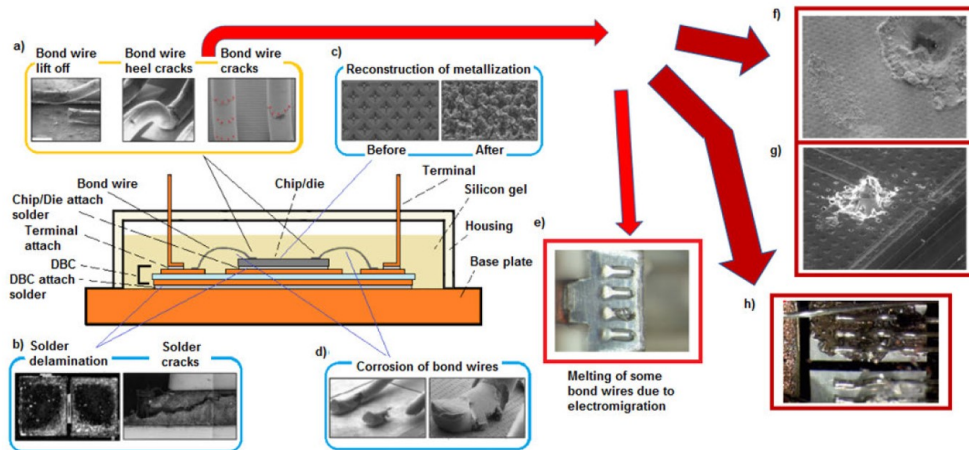 a)
Bond wire
lift off
Bond wire
heel cracks
Bond wire
cracks
c)
Reconstruction of metallization
Before
After
f)
g)
Bond wire
Chip/Die attach
solder
Terminal
attach
DBC
DBC attach
solder
Chip/die
Terminal
Silicon gel
Housing
Base plate
e)
Melting of some
bond wires due to
electromigration
h)
b)
Solder
delamination
Solder
cracks
d)
Corrosion of bond wires